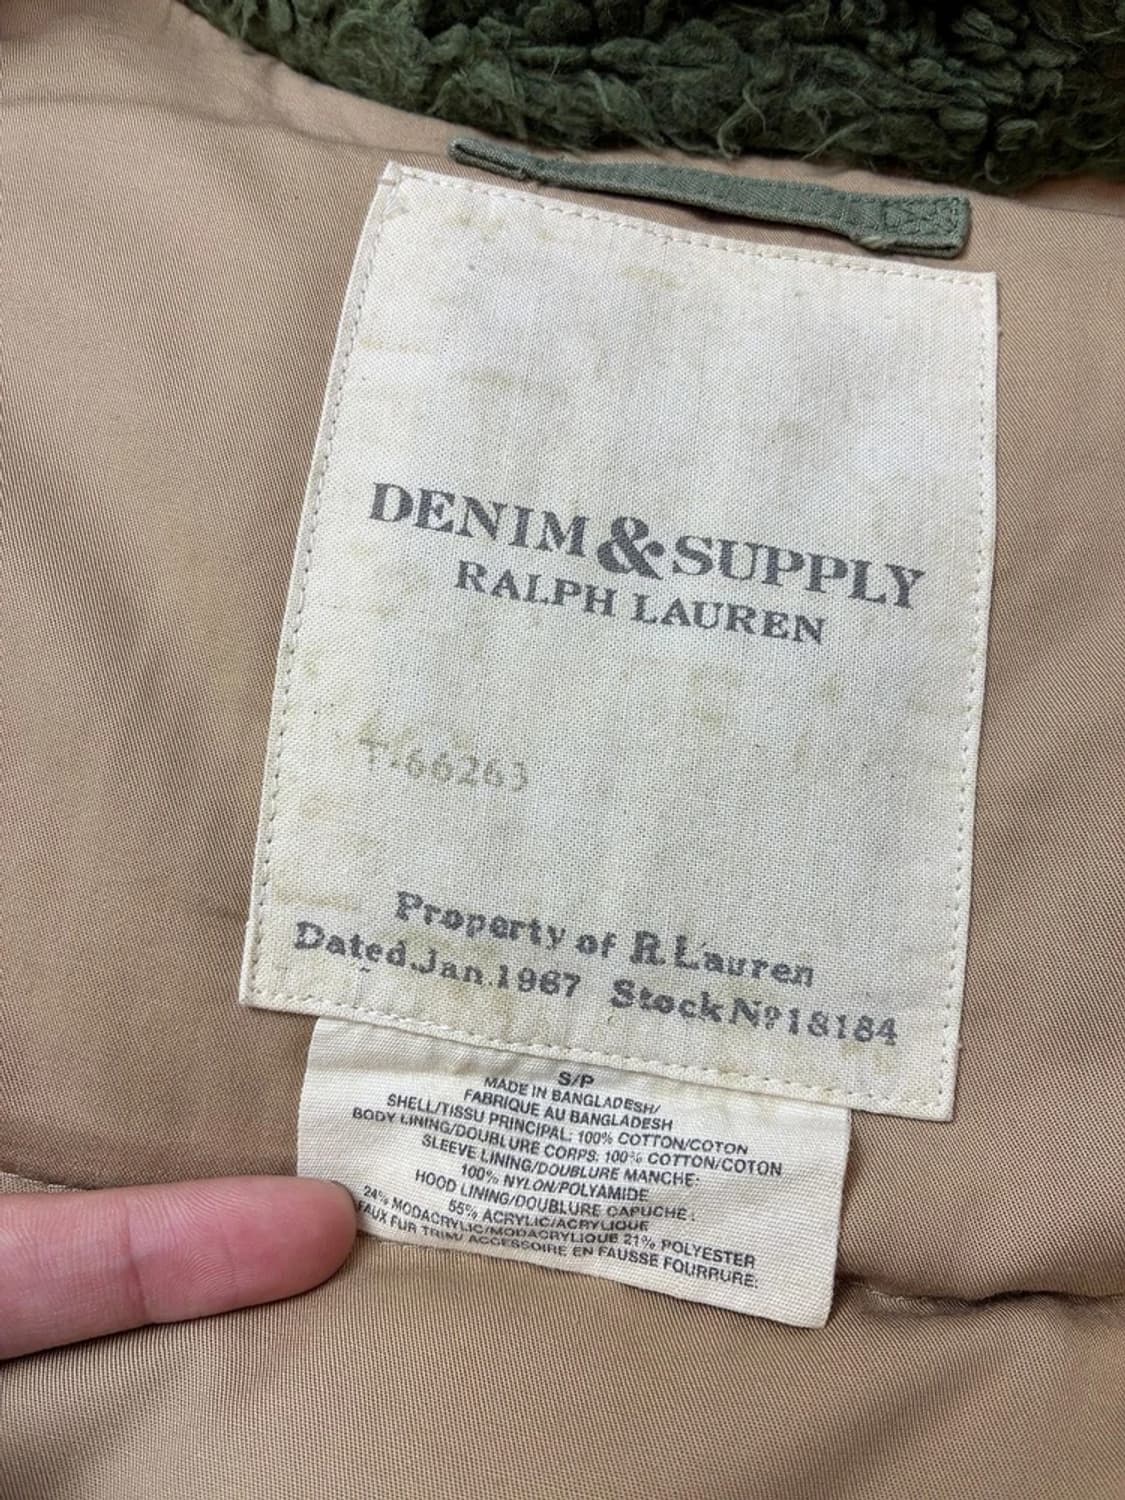 DENIM & SUPPLY
RALPH LAUREN
T-66263
Property of R. Lauren
Dated Jan. 1967 Stock Nº 18184
S/P
MADE IN BANGLADESH/
FABRIQUE AU BANGLADESH
SHELL/TISSU PRINCIPAL: 100% COTTON/COTON
BODY LINING/DOUBLURE CORPS: 100% COTTON/COTON
SLEEVE LINING/DOUBLURE MANCHE:
100% NYLON/POLYAMIDE
HOOD LINING/DOUBLURE CAPUCHE:
55% ACRYLIC/ACRYLIQUE
24% MODACRYLIC/MODACRYLIQUE 21% POLYESTER
FAUX FUR TRIM/ ACCESSOIRE EN FAUSSE FOURRURE: